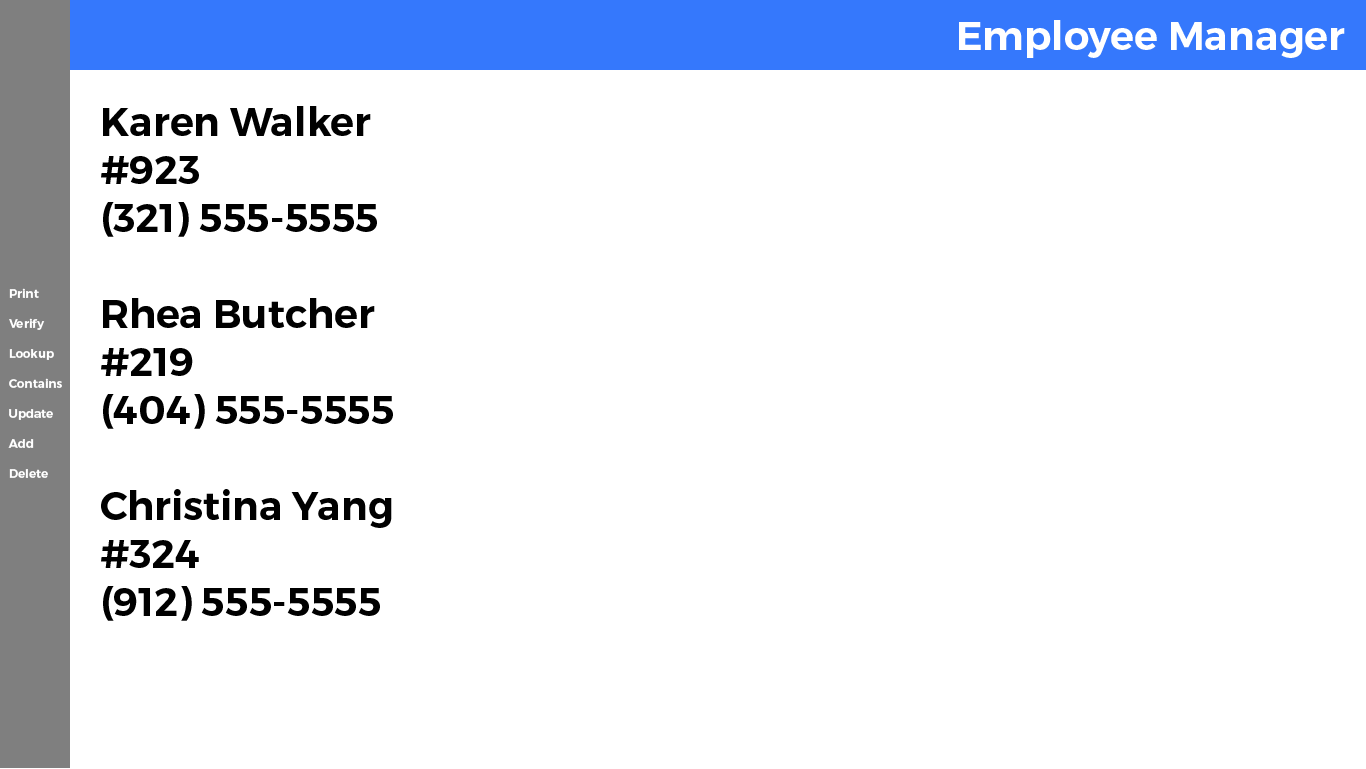 Employee Manager
Print
Verify
Lookup
Contains
Update
Add
Delete
Karen Walker
#923
(321) 555-5555
Rhea Butcher
#219
(404) 555-5555
Christina Yang
#324
(912) 555-5555